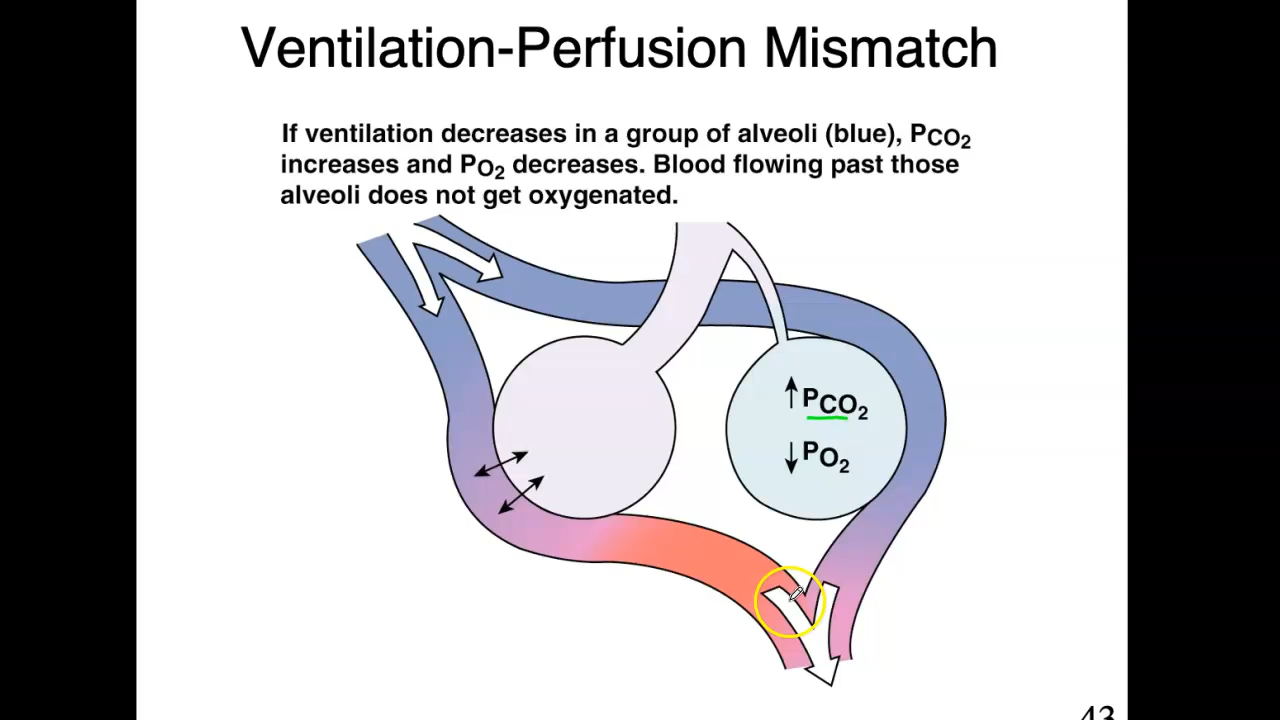 Ventilation-Perfusion Mismatch
If ventilation decreases in a group of alveoli (blue), PCO2
increases and PO2 decreases. Blood flowing past those
alveoli does not get oxygenated.
↑PCO2
↓PO2
43